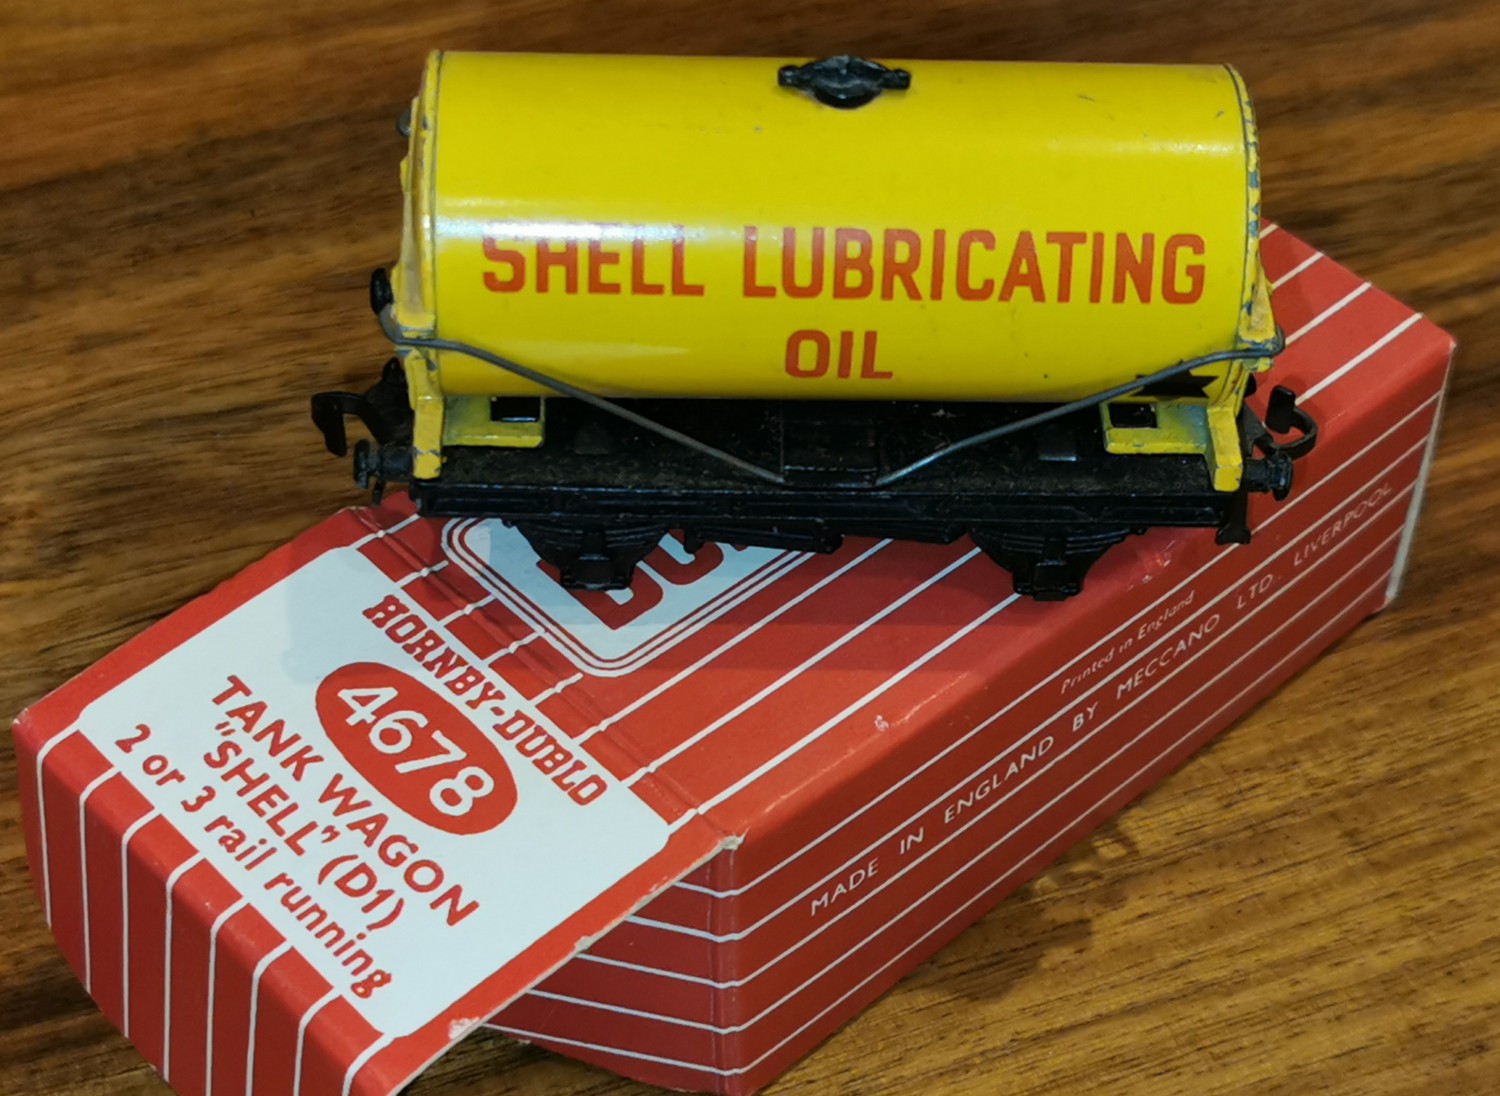 SHELL LUBRICATING
OIL
HORNBY-DUBLO
4678
TANK WAGON
"SHELL" (D1)
2 or 3 rail running
Printed in England
MADE IN ENGLAND BY MECCANO LTD. LIVERPOOL